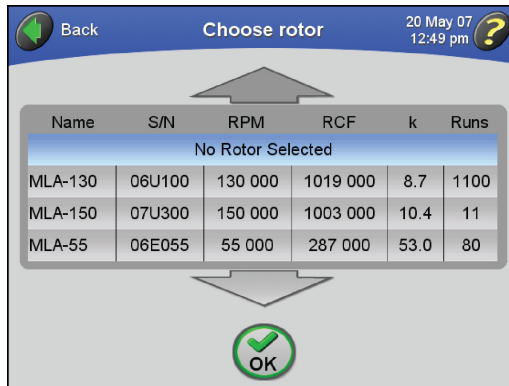 Back
Choose rotor
20 May 07
12:49 pm
?
Name S/N RPM RCF k Runs
No Rotor Selected
MLA-130 06U100 130 000 1019 000 8.7 1100
MLA-150 07U300 150 000 1003 000 10.4 11
MLA-55 06E055 55 000 287 000 53.0 80
OK